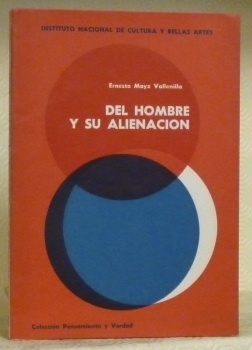 INSTITUTO NACIONAL DE CULTURA Y BELLAS ARTES
Ernesto Mayz Vallenilla
DEL HOMBRE
Y SU ALIENACION
Colección Pensamiento y Verdad